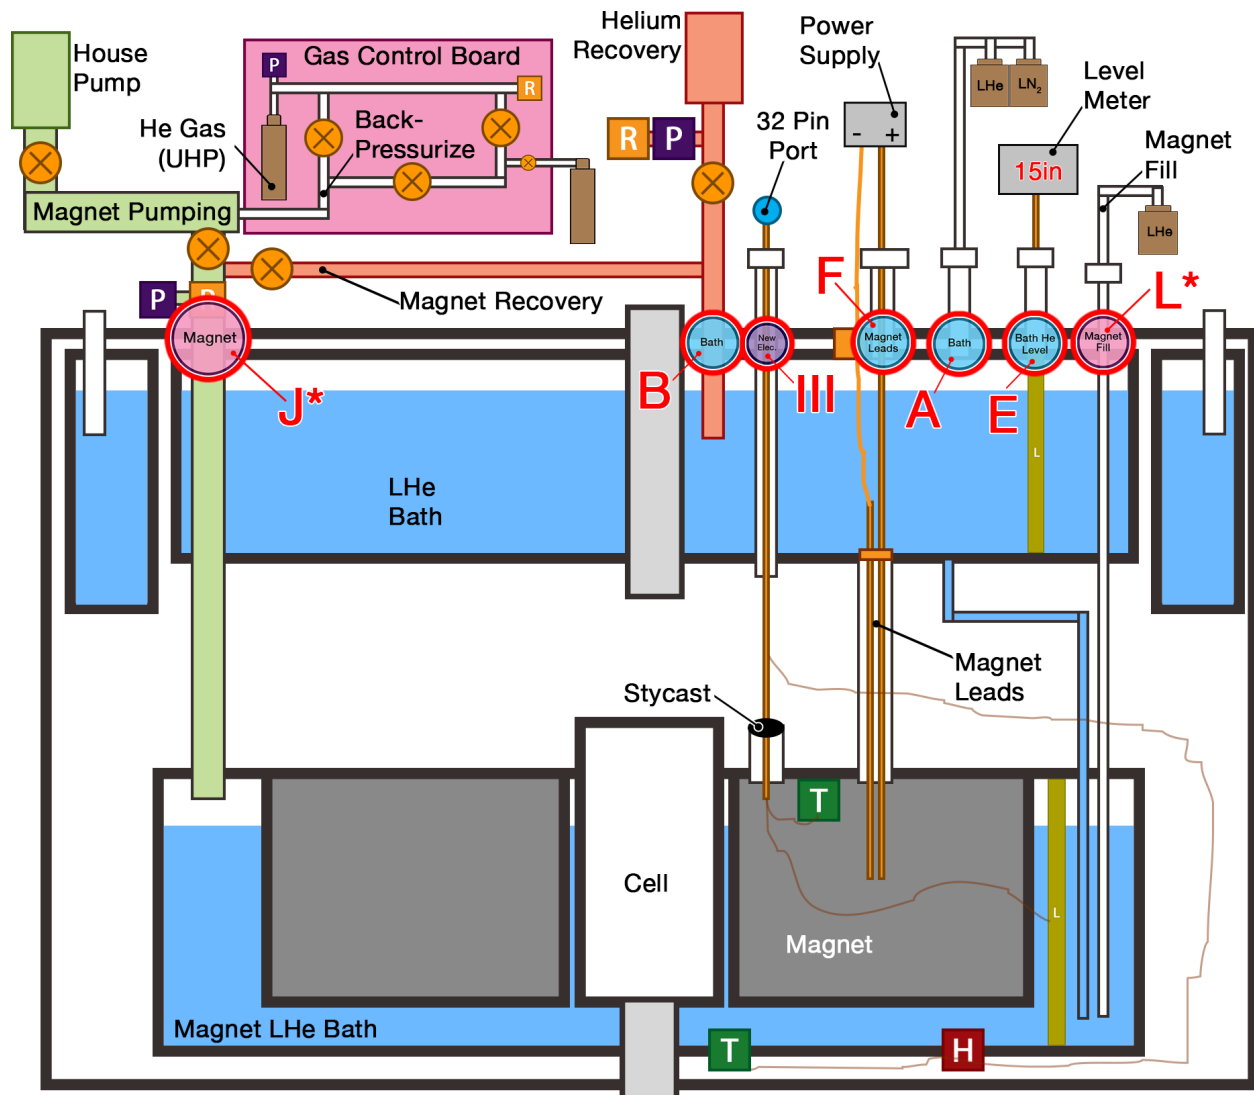 House
Pump
He Gas
(UHP)
Gas Control Board
P
R
Back-
Pressurize
Magnet Pumping
Helium
Recovery
R
P
Magnet Recovery
32 Pin
Port
Power
Supply
-
+
LHe
LN2
Level
Meter
15in
Magnet
Fill
LHe
P
R
Magnet
J*
Bath
B
New
Elec.
III
F
Magnet
Leads
Bath
A
Bath He
Level
E
L*
Magnet
Fill
L
LHe
Bath
Magnet
Leads
Stycast
T
Cell
Magnet
L
Magnet LHe Bath
T
H